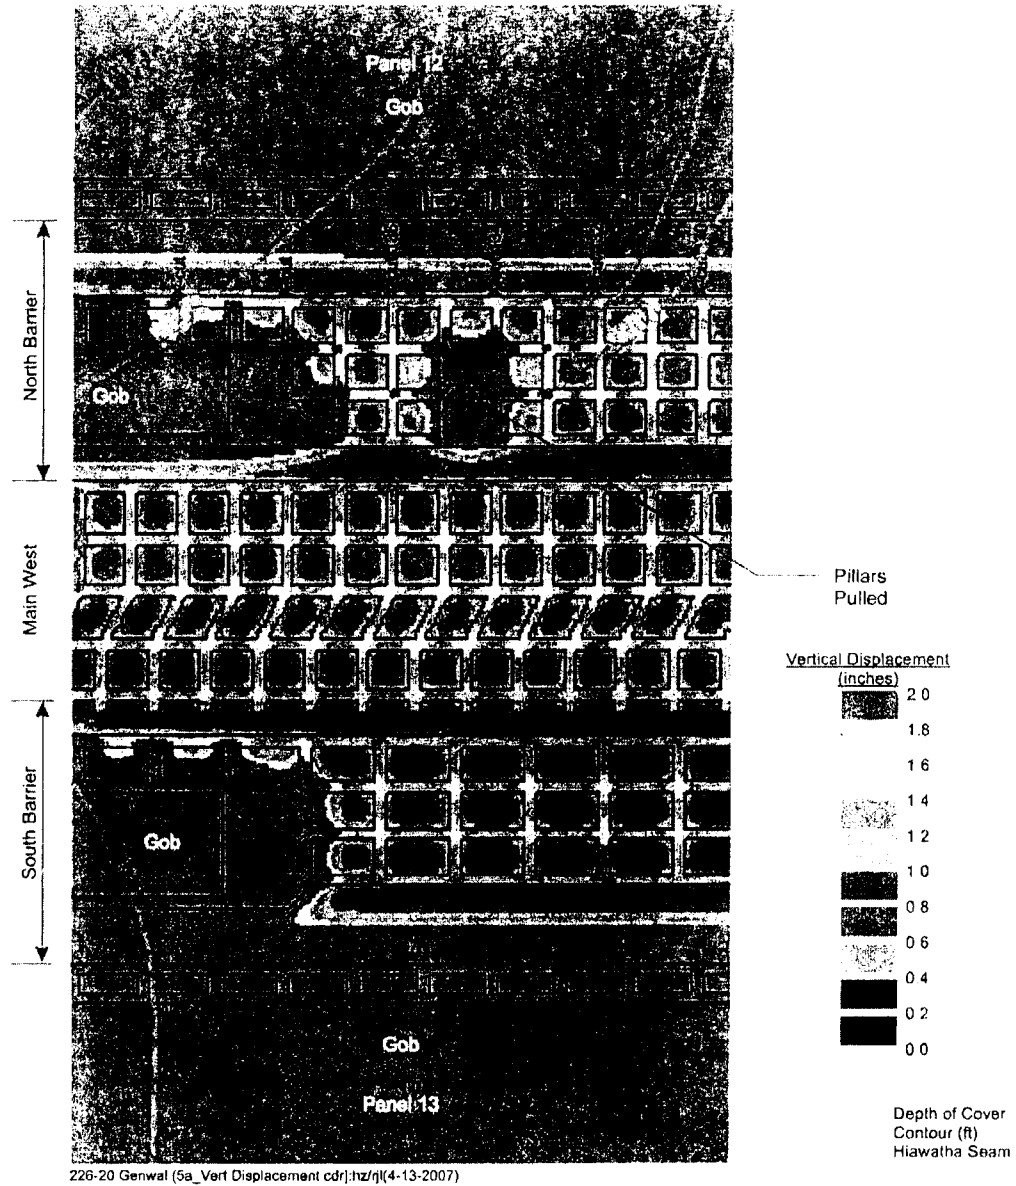 Panel 12
Gob
North Barrier
Gob
Main West
Pillars
Pulled
Vertical Displacement
(inches)
2 0
1.8
1 6
1 4
1 2
1 0
0 8
0 6
0 4
0 2
0 0
South Barrier
Gob
Gob
Panel 13
Depth of Cover
Contour (ft)
Hiawatha Seam
226-20 Genwal (5a_Vert Displacement cdr]:hz/rjl(4-13-2007)